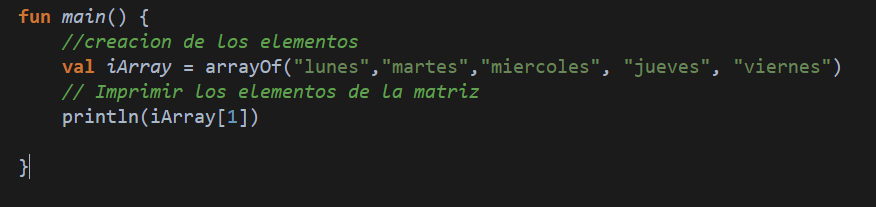 fun main() {
//creacion de los elementos
val iArray = arrayOf("lunes","martes","miercoles", "jueves", "viernes")
// Imprimir los elementos de la matriz
println(iArray[1])
}